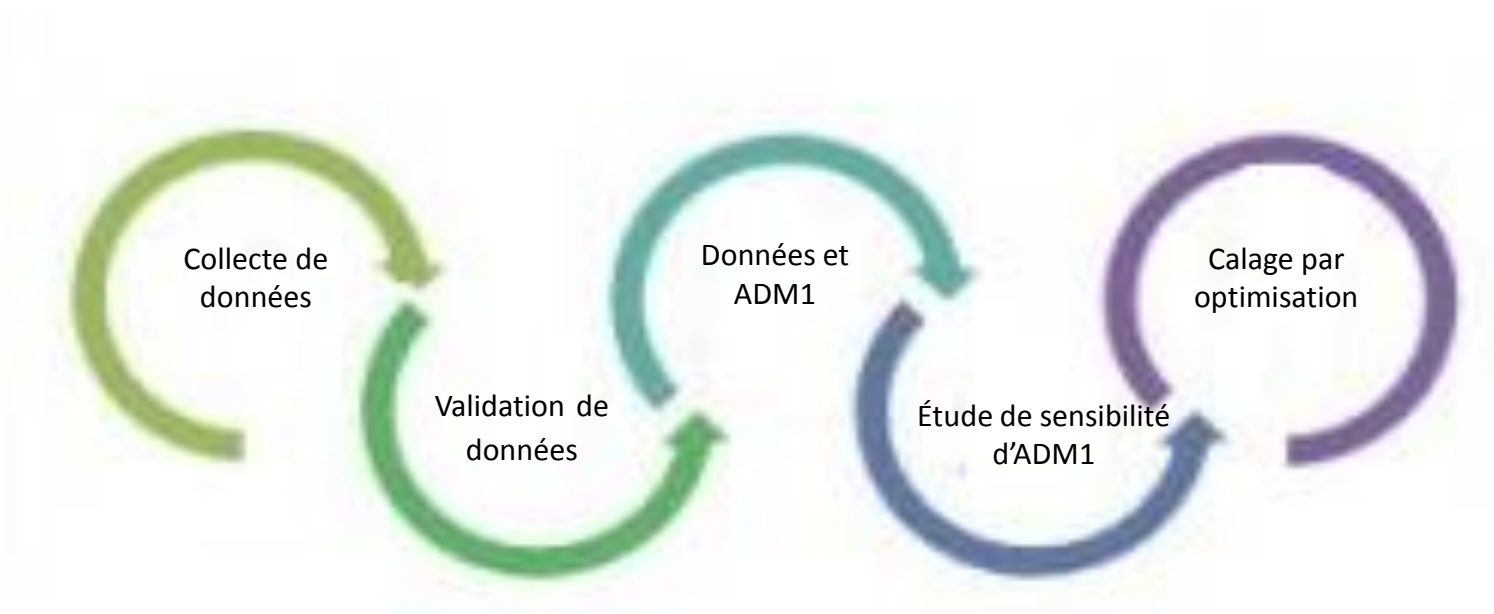 Collecte de
données
Validation de
données
Données et
ADM1
Étude de sensibilité
d’ADM1
Calage par
optimisation